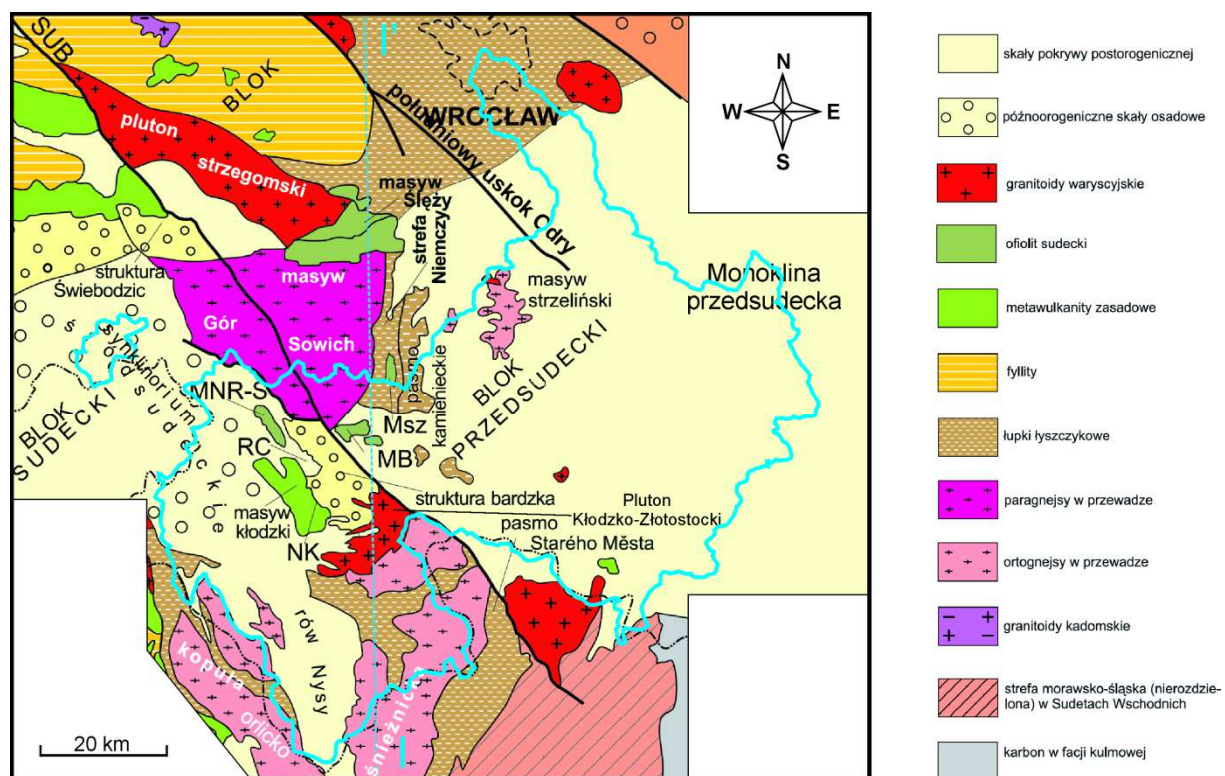 SUB
I'
BLOK
WROCŁAW
południowy uskok Odry
pluton
strzegomski
masyw
Ślęży
strefa
Niemczy
N
W
E
S
struktura
Świebodzic
masyw
Gór
Sowich
masyw
strzeliński
Monoklina
przedsudecka
synklinorium
śródsudeckie
BLOK
SUDECKI
MNR-S
RC
pasmo
kamienieckie
BLOK
PRZEDSUDECKI
Msz
MB
masyw
kłodzki
NK
struktura bardzka
Pluton
Kłodzko-Złotostocki
pasmo
Starého Města
rów Nysy
kopuła
orlicko
śnieżnicka
I
20 km
skały pokrywy postorogenicznej
późnoorogeniczne skały osadowe
granitoidy waryscyjskie
ofiolit sudecki
metawulkanity zasadowe
fyllity
łupki łyszczykowe
paragnejsy w przewadze
ortognejsy w przewadze
granitoidy kadomskie
strefa morawsko-śląska (nierozdzie-
lona) w Sudetach Wschodnich
karbon w facji kulmowej